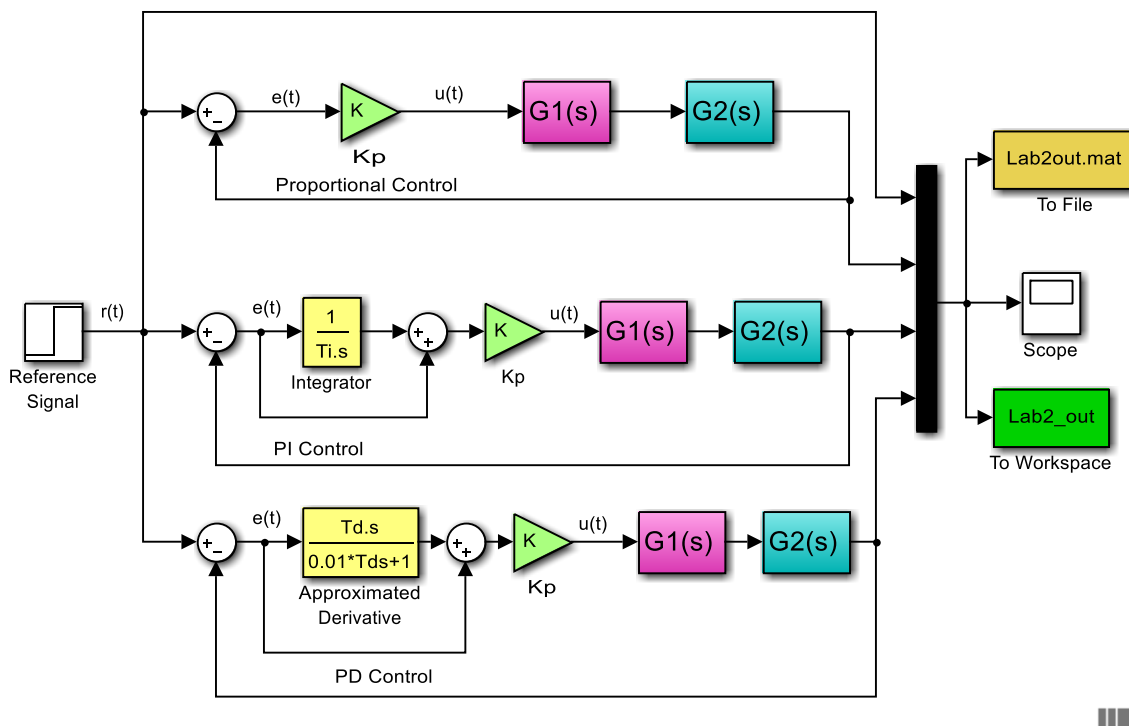 e(t)
u(t)
+
−
K
G1(s)
G2(s)
Kp
Proportional Control
Lab2out.mat
To File
r(t)
Reference
Signal
e(t)
u(t)
+
−
1
Ti.s
Integrator
+
+
K
Kp
G1(s)
G2(s)
Scope
PI Control
Lab2_out
To Workspace
e(t)
u(t)
+
−
Td.s
0.01*Tds+1
Approximated
Derivative
+
+
K
Kp
G1(s)
G2(s)
PD Control